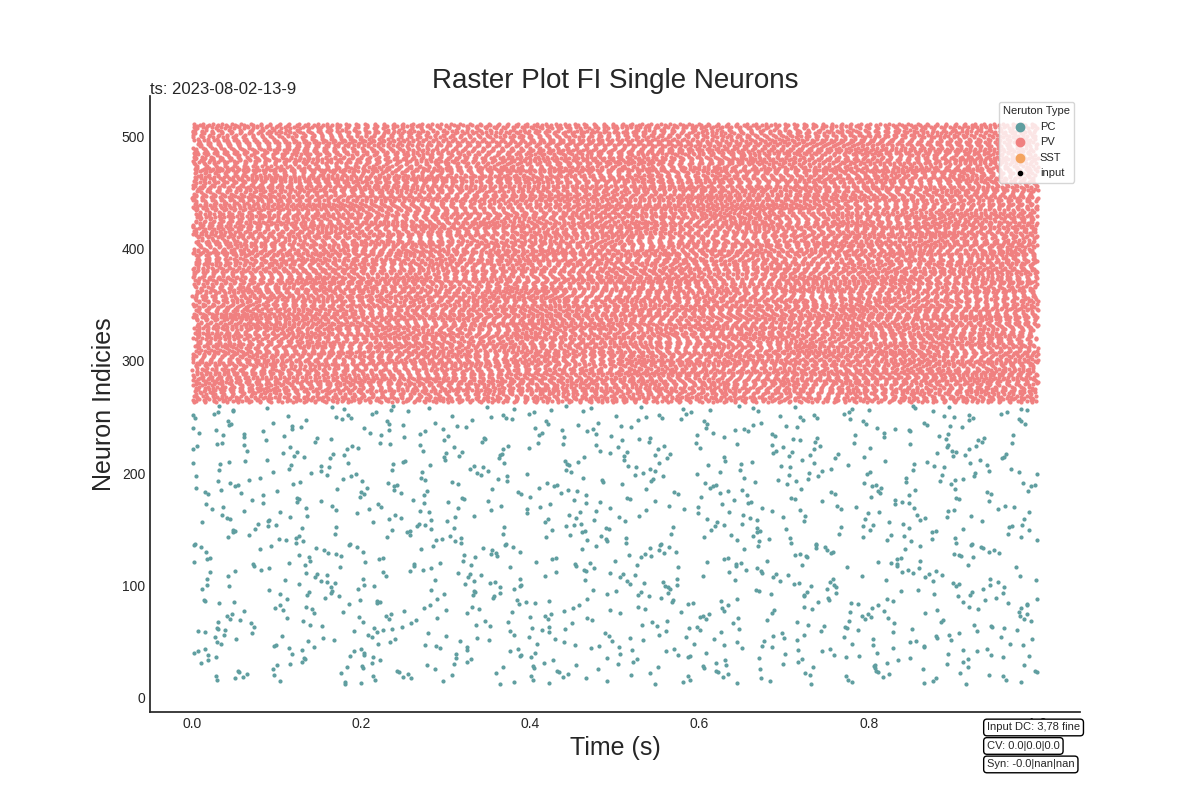 Raster Plot FI Single Neurons
ts: 2023-08-02-13-9
Neruton Type
PC
PV
SST
input
Neuron Indicies
500
400
300
200
100
0
0.0 0.2 0.4 0.6 0.8
Time (s)
Input DC: 3,78 fine
CV: 0.0|0.0|0.0
Syn: -0.0|nan|nan